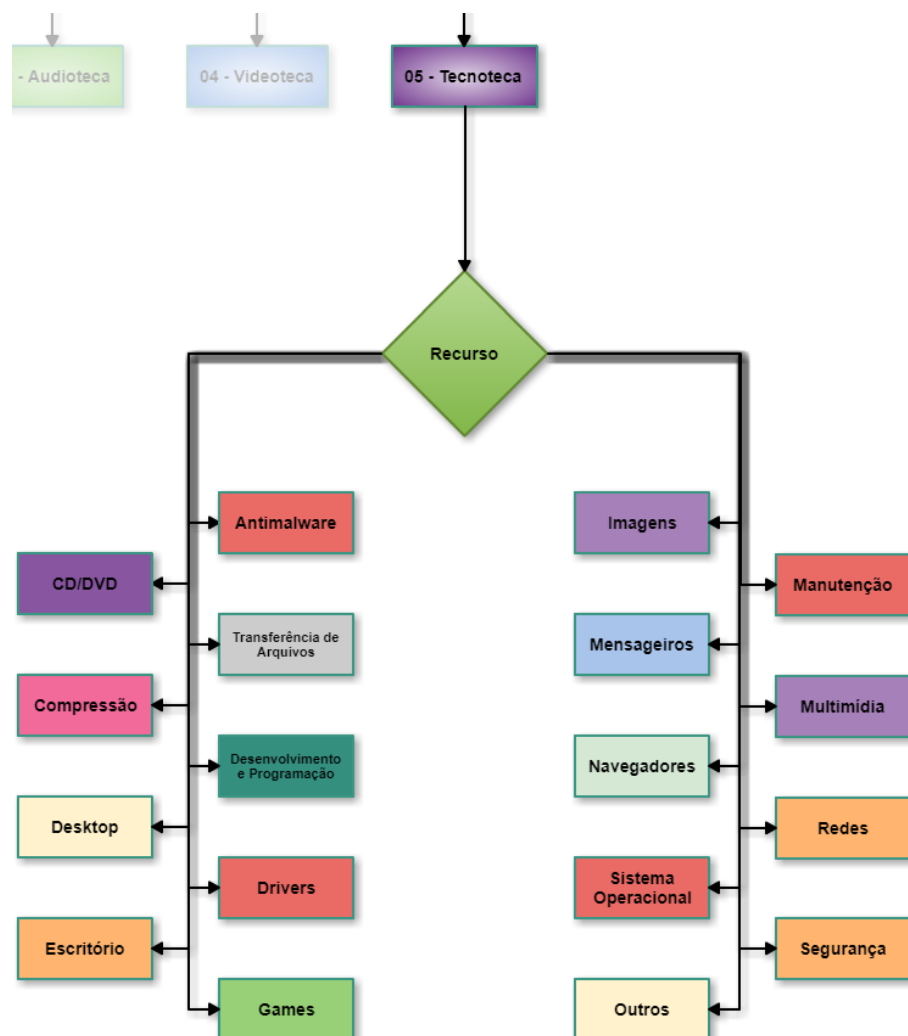 - Audioteca
04 - Videoteca
05 - Tecnoteca
Recurso
Antimalware
Imagens
CD/DVD
Manutenção
Transferência de
Arquivos
Mensageiros
Compressão
Multimídia
Desenvolvimento
e Programação
Navegadores
Desktop
Redes
Drivers
Sistema
Operacional
Escritório
Segurança
Games
Outros